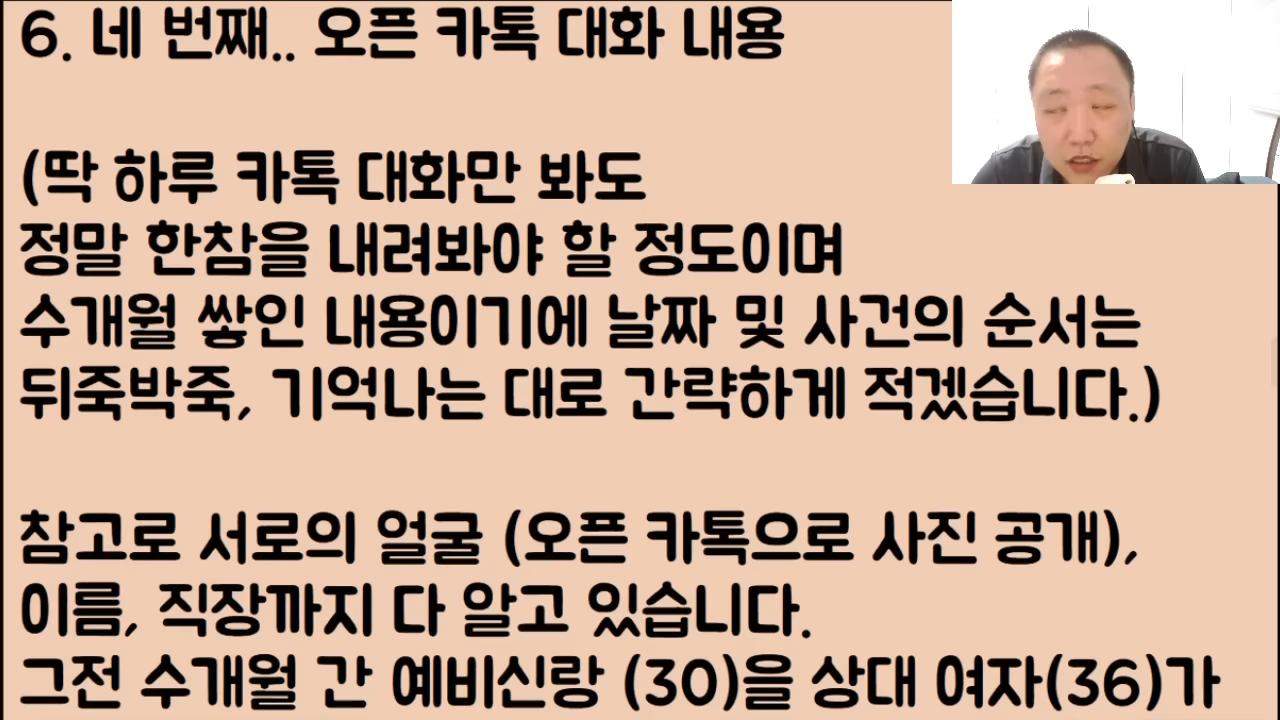 6. 네 번째.. 오픈 카톡 대화 내용
(딱 하루 카톡 대화만 봐도
정말 한참을 내려봐야 할 정도이며
수개월 쌓인 내용이기에 날짜 및 사건의 순서는
뒤죽박죽, 기억나는 대로 간략하게 적겠습니다.)
참고로 서로의 얼굴 (오픈 카톡으로 사진 공개),
이름, 직장까지 다 알고 있습니다.
그전 수개월 간 예비신랑 (30)을 상대 여자(36)가